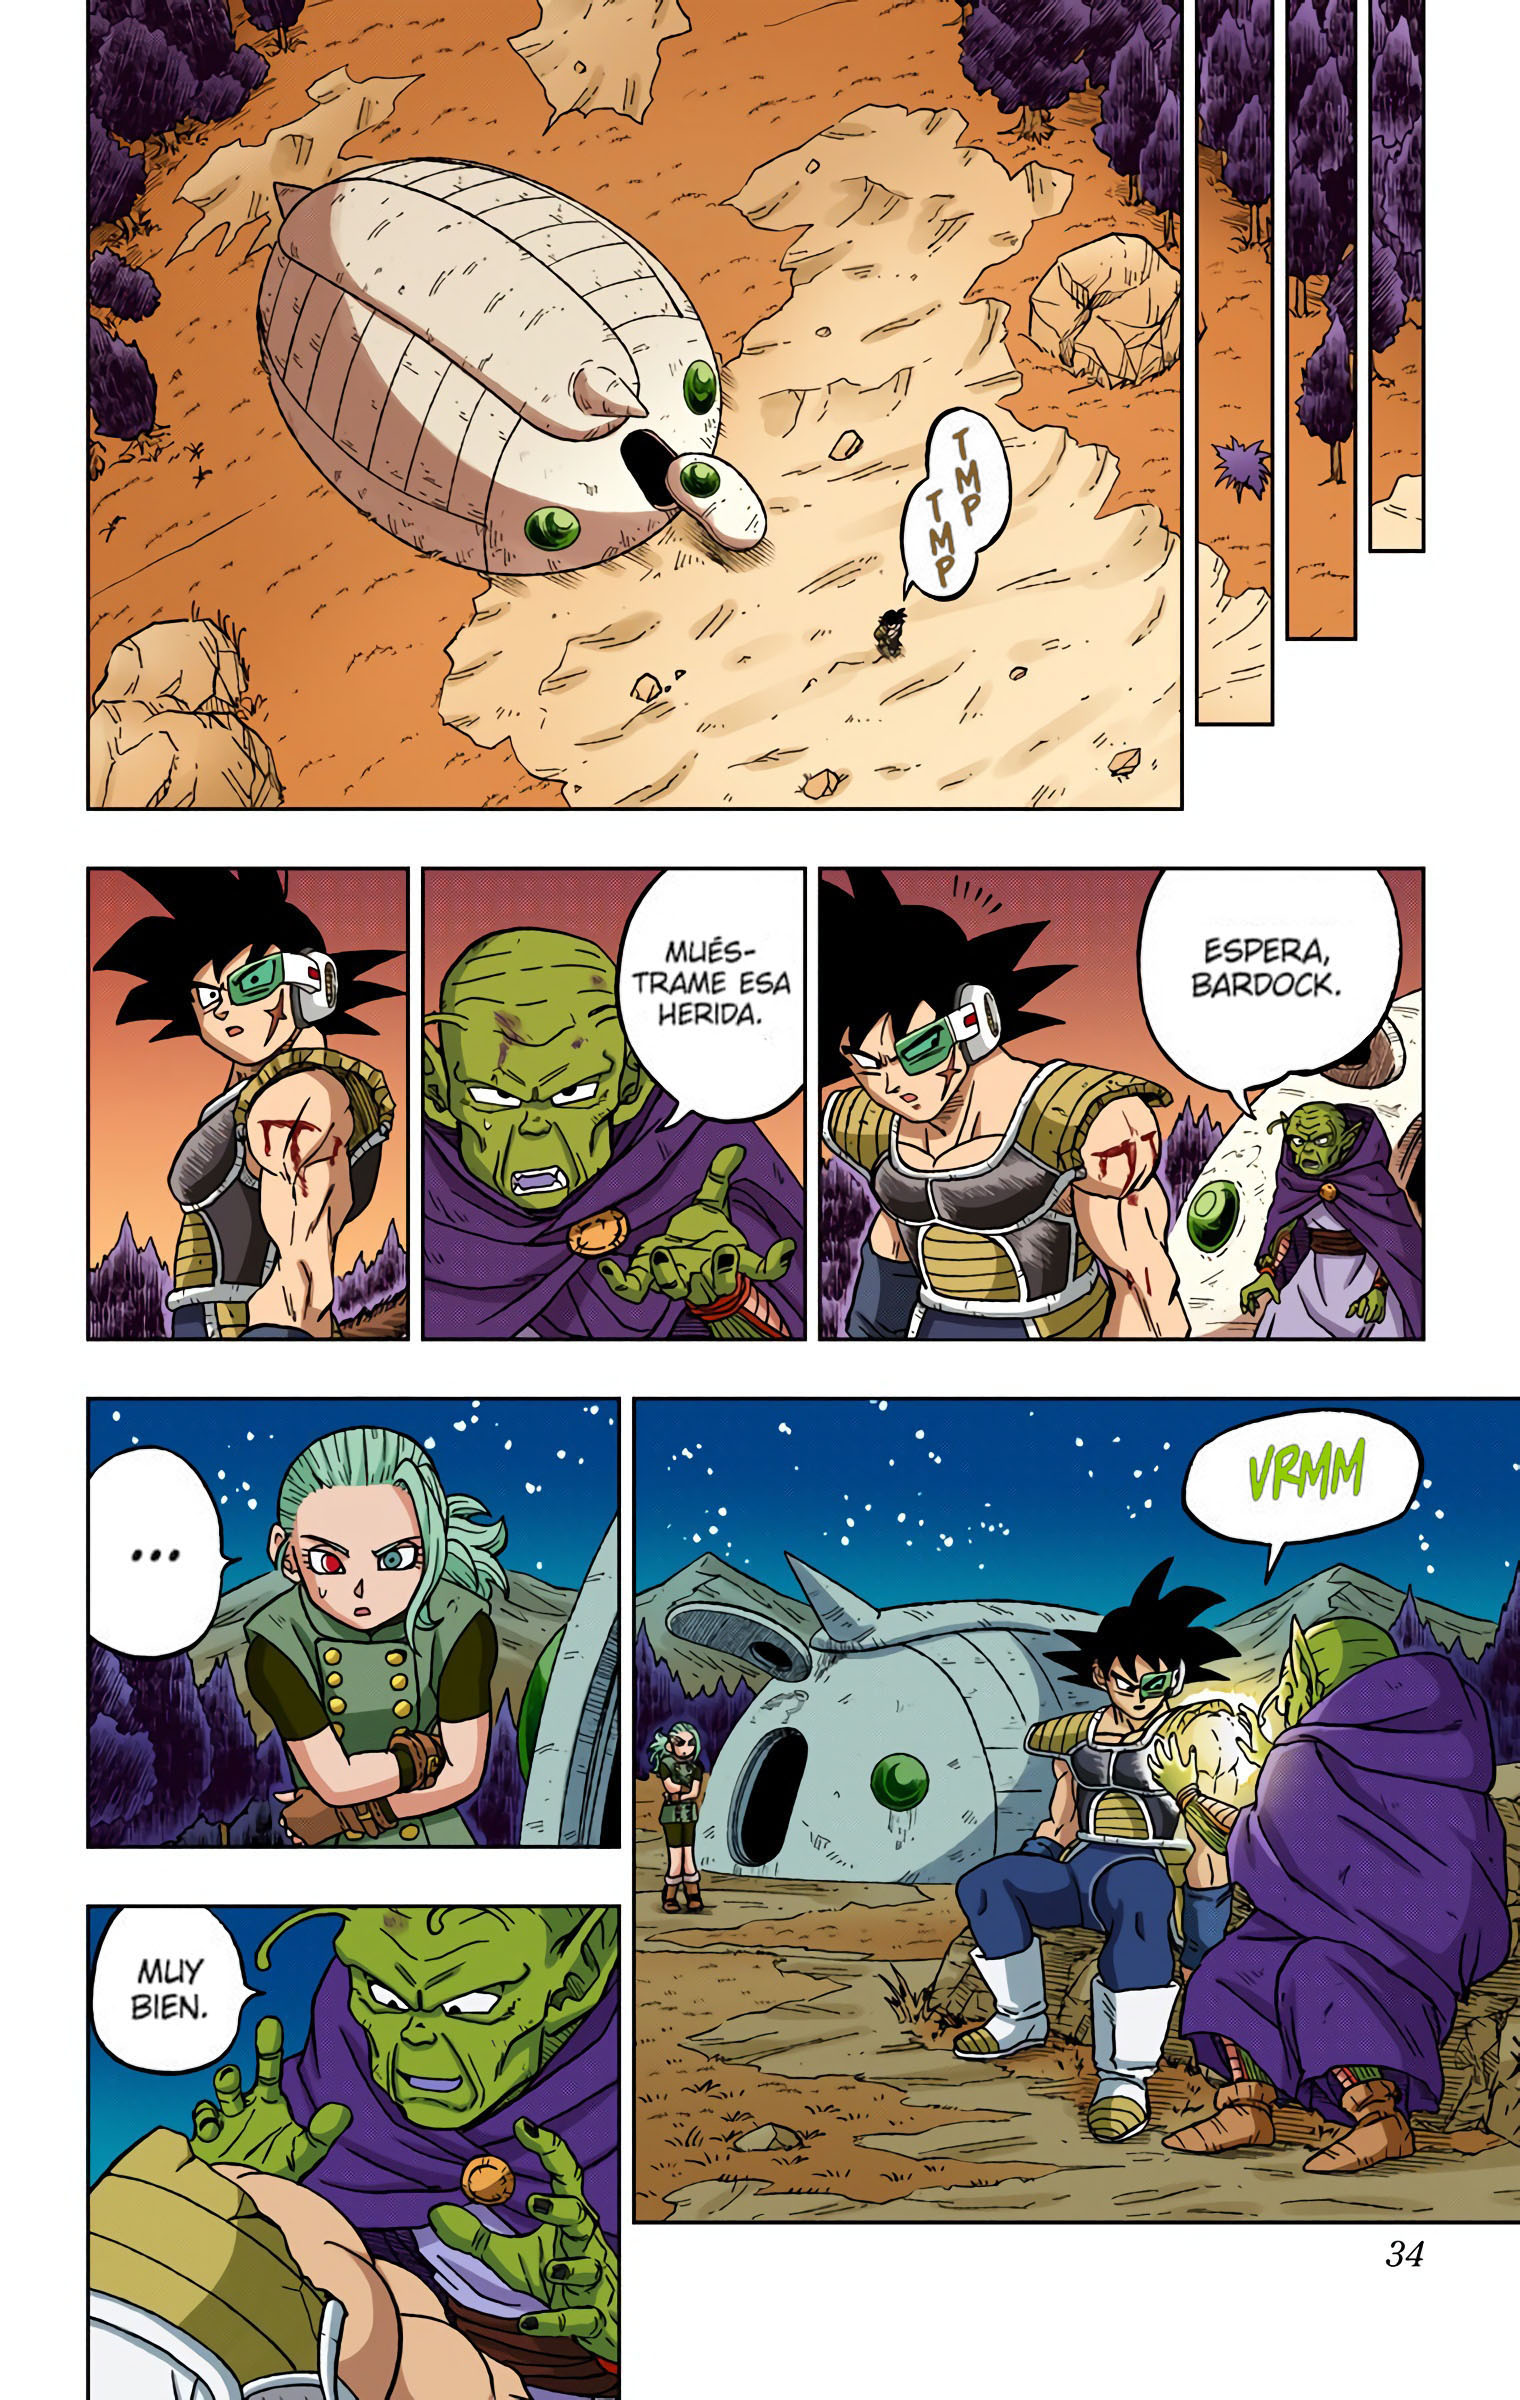 TMP
TMP
ESPERA,
BARDOCK.
MUÉS-
TRAME ESA
HERIDA.
VRMM
...
MUY
BIEN.
34